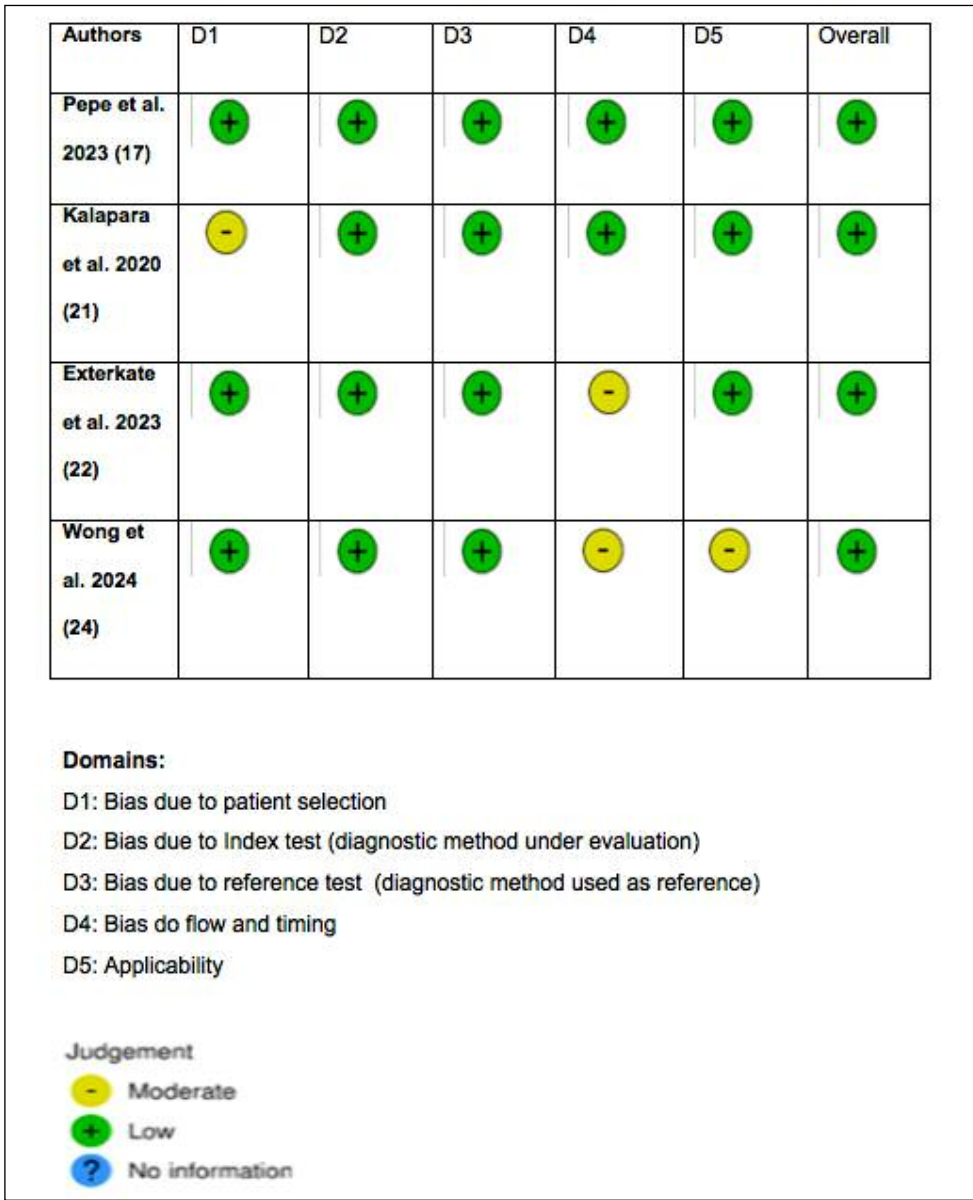 Authors D1 D2 D3 D4 D5 Overall
Pepe et al.
2023 (17)
+ + + + + +
Kalapara
et al. 2020
(21)
- + + + + +
Exterkate
et al. 2023
(22)
+ + + - + +
Wong et
al. 2024
(24)
+ + + - - +
Domains:
D1: Bias due to patient selection
D2: Bias due to Index test (diagnostic method under evaluation)
D3: Bias due to reference test (diagnostic method used as reference)
D4: Bias do flow and timing
D5: Applicability
Judgement
- Moderate
+ Low
? No information